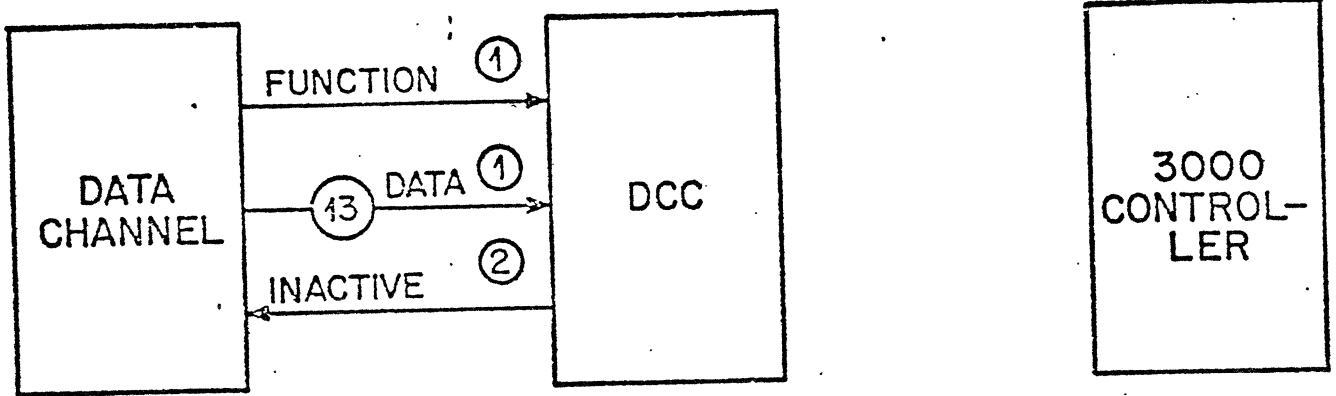 DATA
CHANNEL
FUNCTION 1
13 DATA 1
INACTIVE 2
DCC
3000
CONTROL-
LER